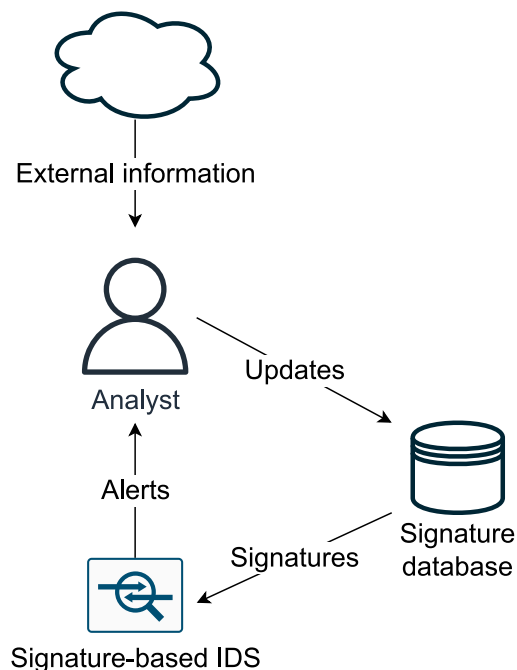 External information
Analyst
Updates
Alerts
Signatures
Signature
database
Signature-based IDS